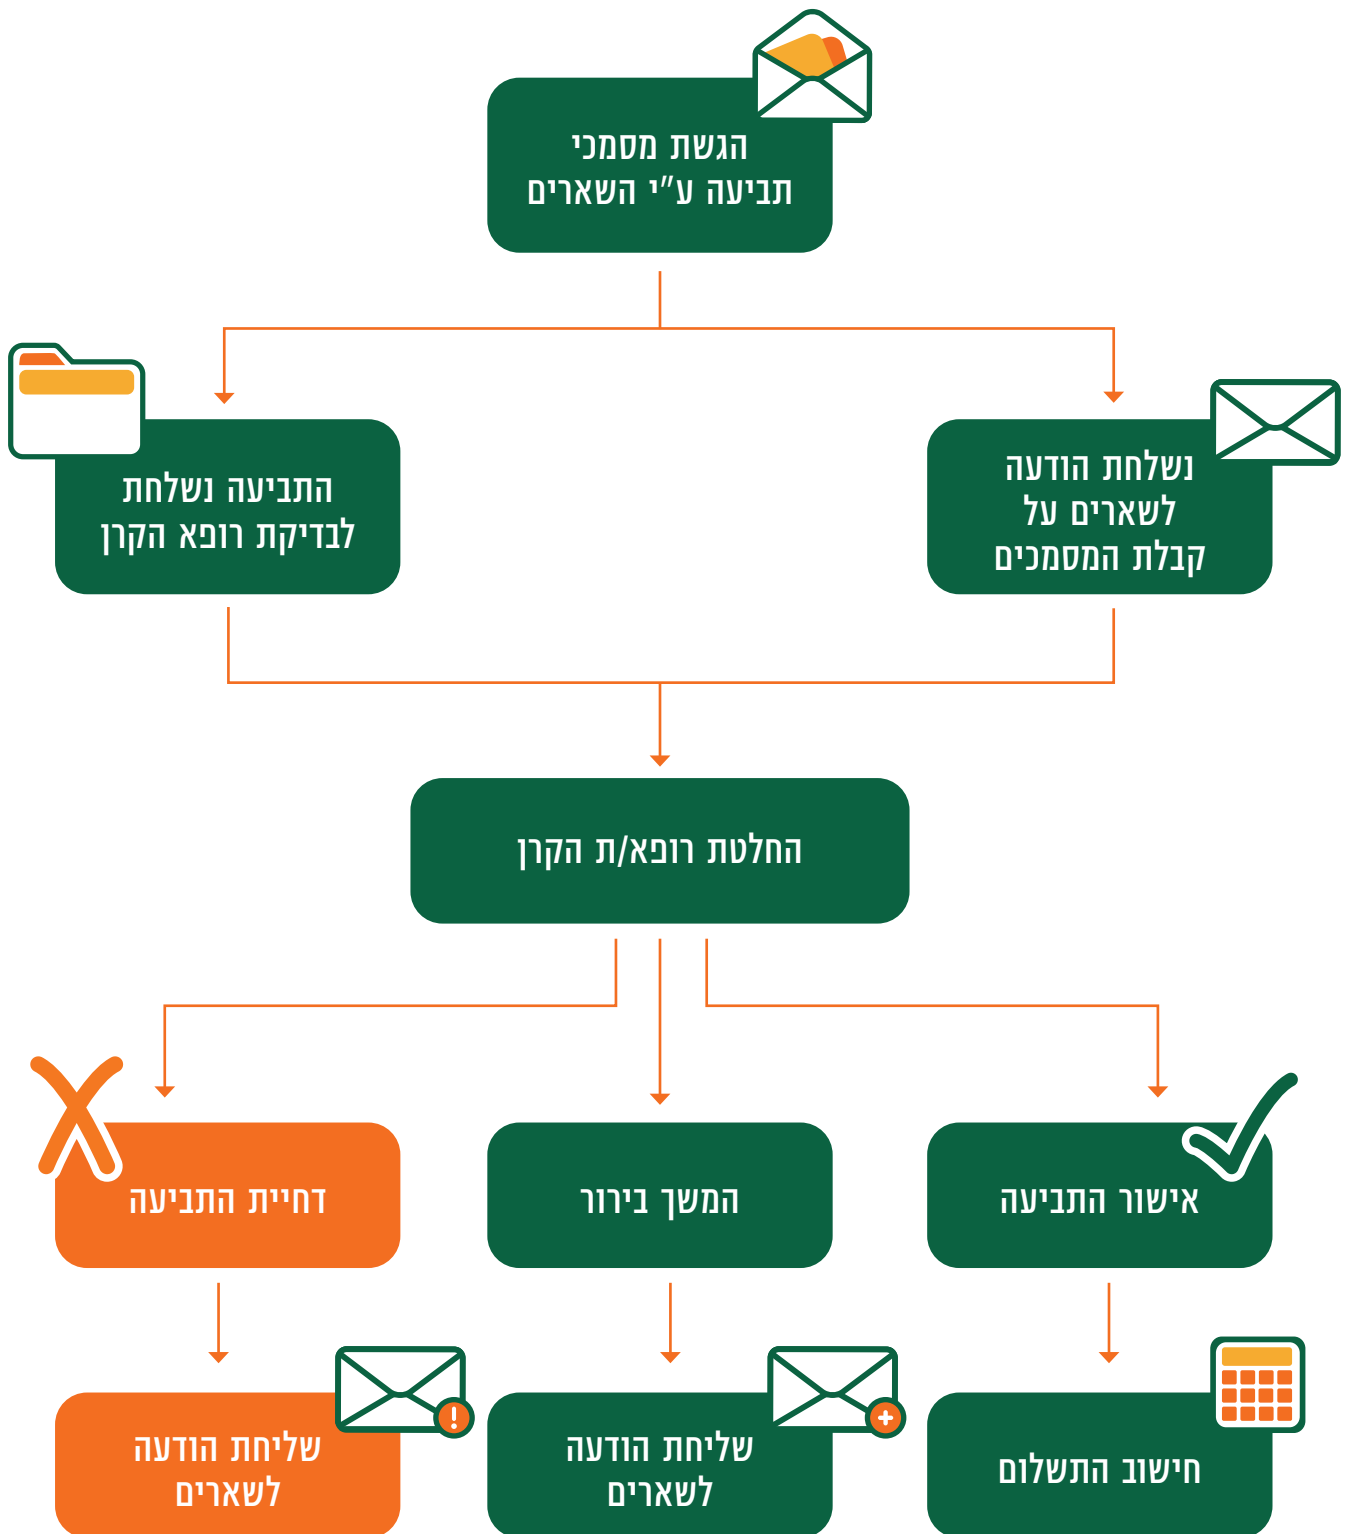 הגשת מסמכי
תביעה ע״י השארים
נשלחת הודעה
לשארים על
קבלת המסמכים
התביעה נשלחת
לבדיקת רופא הקרן
החלטת רופא/ת הקרן
אישור התביעה
המשך בירור
דחיית התביעה
חישוב התשלום
שליחת הודעה
לשארים
שליחת הודעה
לשארים